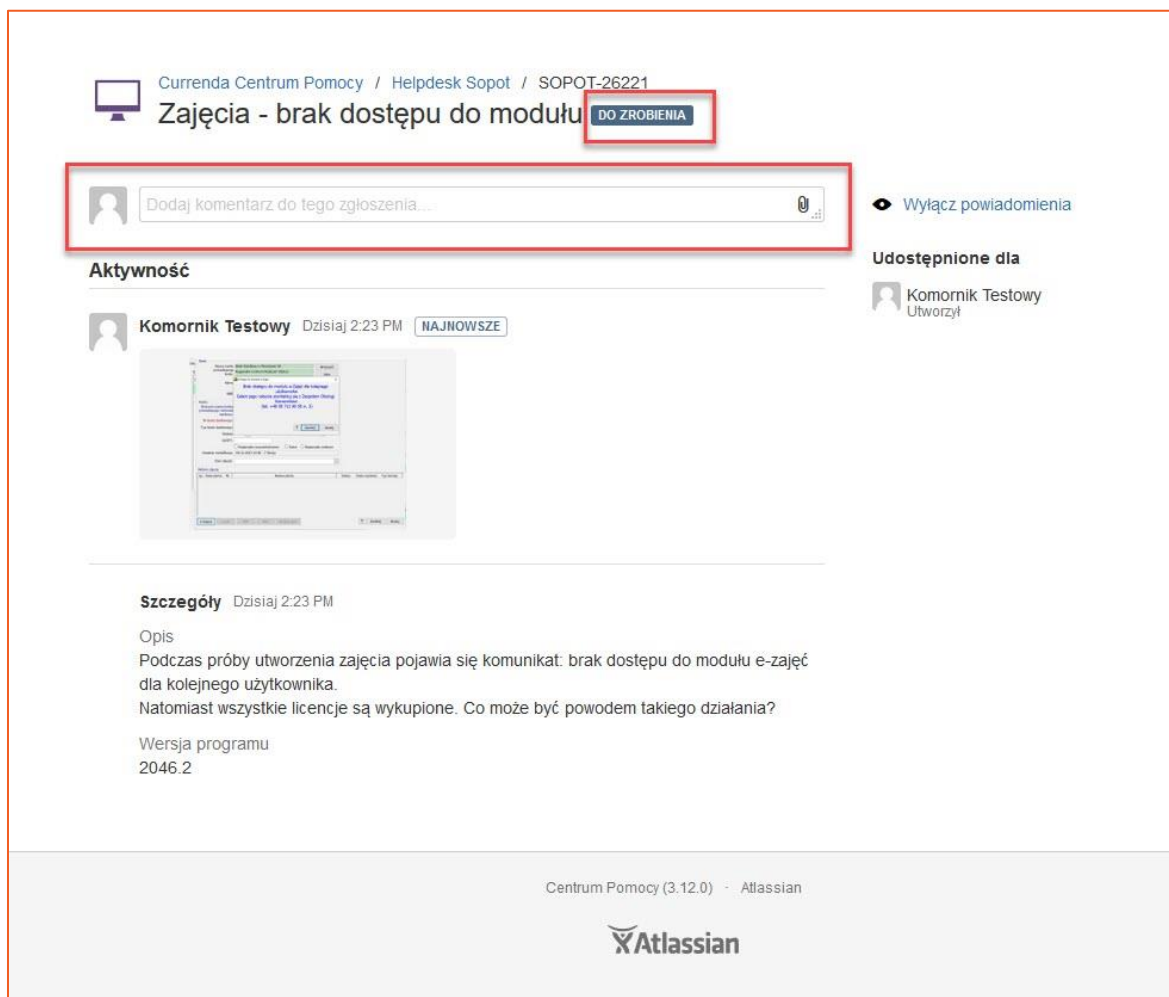 Currenda Centrum Pomocy / Helpdesk Sopot / SOPOT-26221
Zajęcia - brak dostępu do modułu DO ZROBIENIA
Dodaj komentarz do tego zgłoszenia...
Wyłącz powiadomienia
Aktywność
Udostępnione dla
Komornik Testowy
Utworzył
Komornik Testowy Dzisiaj 2:23 PM NAJNOWSZE
Szczegóły Dzisiaj 2:23 PM
Opis
Podczas próby utworzenia zajęcia pojawia się komunikat: brak dostępu do modułu e-zajęć
dla kolejnego użytkownika.
Natomiast wszystkie licencje są wykupione. Co może być powodem takiego działania?
Wersja programu
2046.2
Centrum Pomocy (3.12.0) · Atlassian
Atlassian